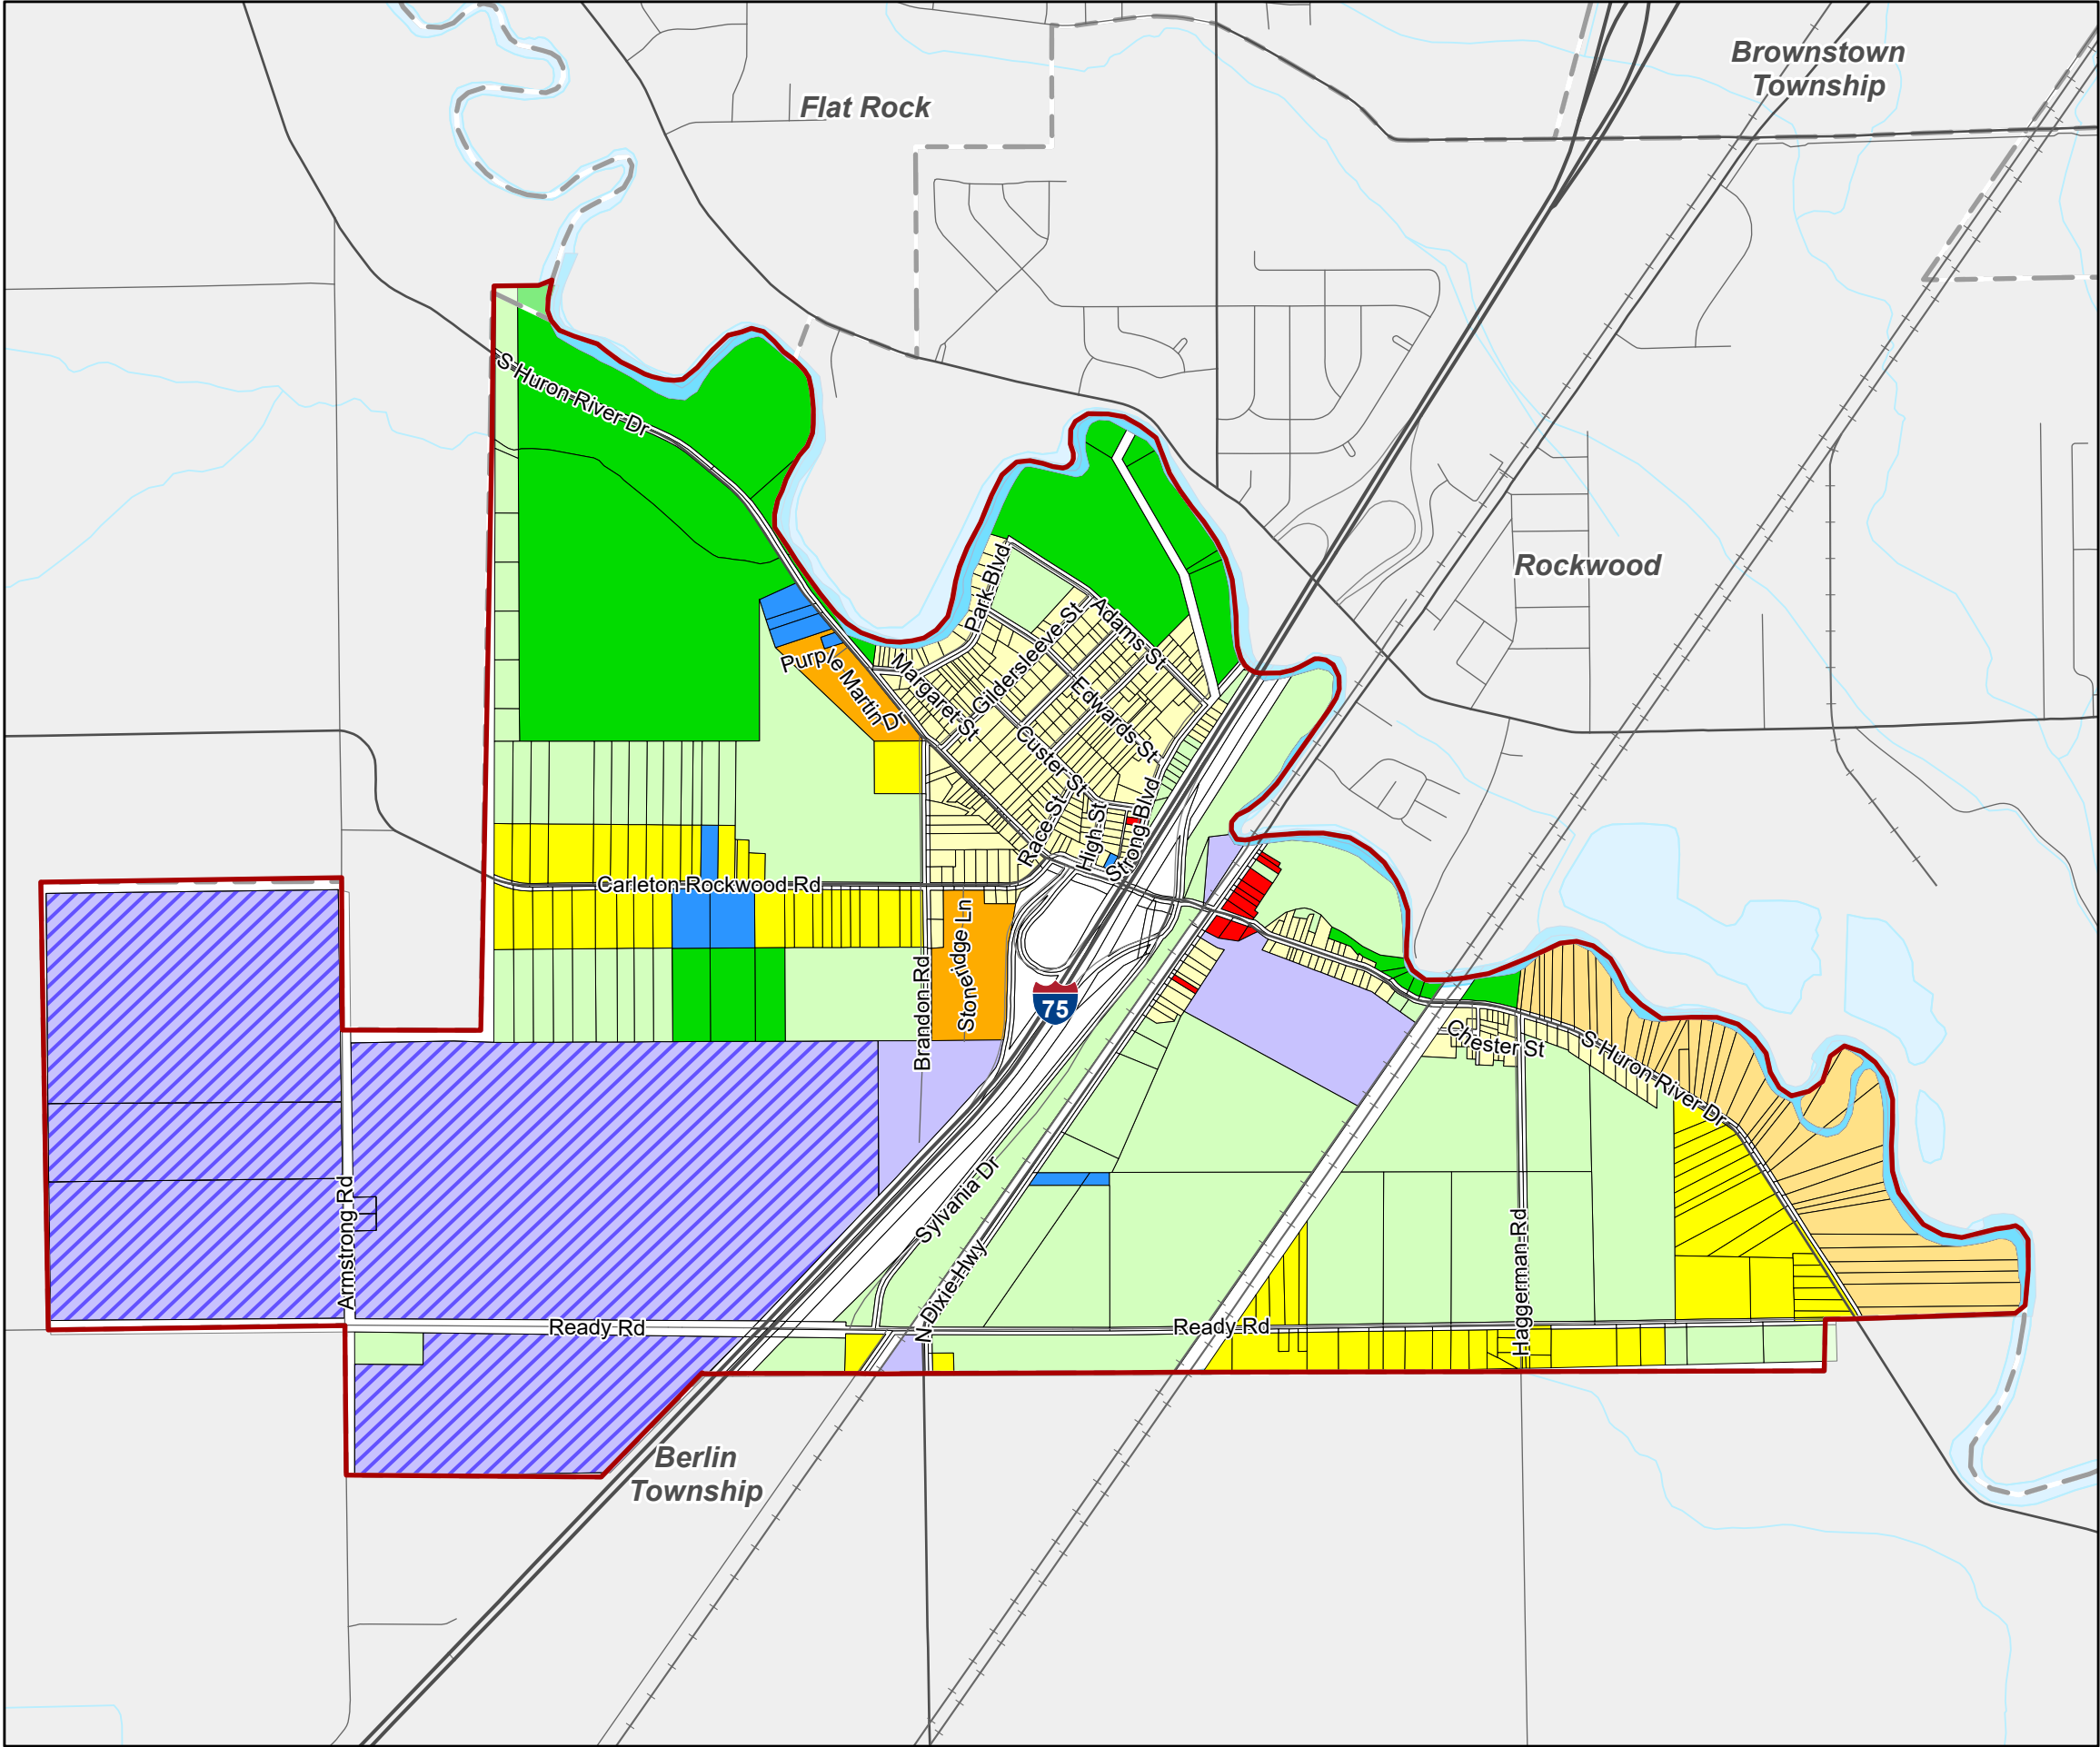 Brownstown
Township
Flat Rock
S Huron River Dr
Rockwood
Park Blvd
Adams St
Gildersleeve St
Purple Martin Dr
Margaret St
Edwards St
Custer St
Race St
High St
Strong Blvd
Carleton Rockwood Rd
Stoneridge Ln
Brandon Rd
75
Chester St
S Huron River Dr
Sylvania Dr
Armstrong Rd
N Dixie Hwy
Haggerman Rd
Ready Rd
Ready Rd
Berlin
Township